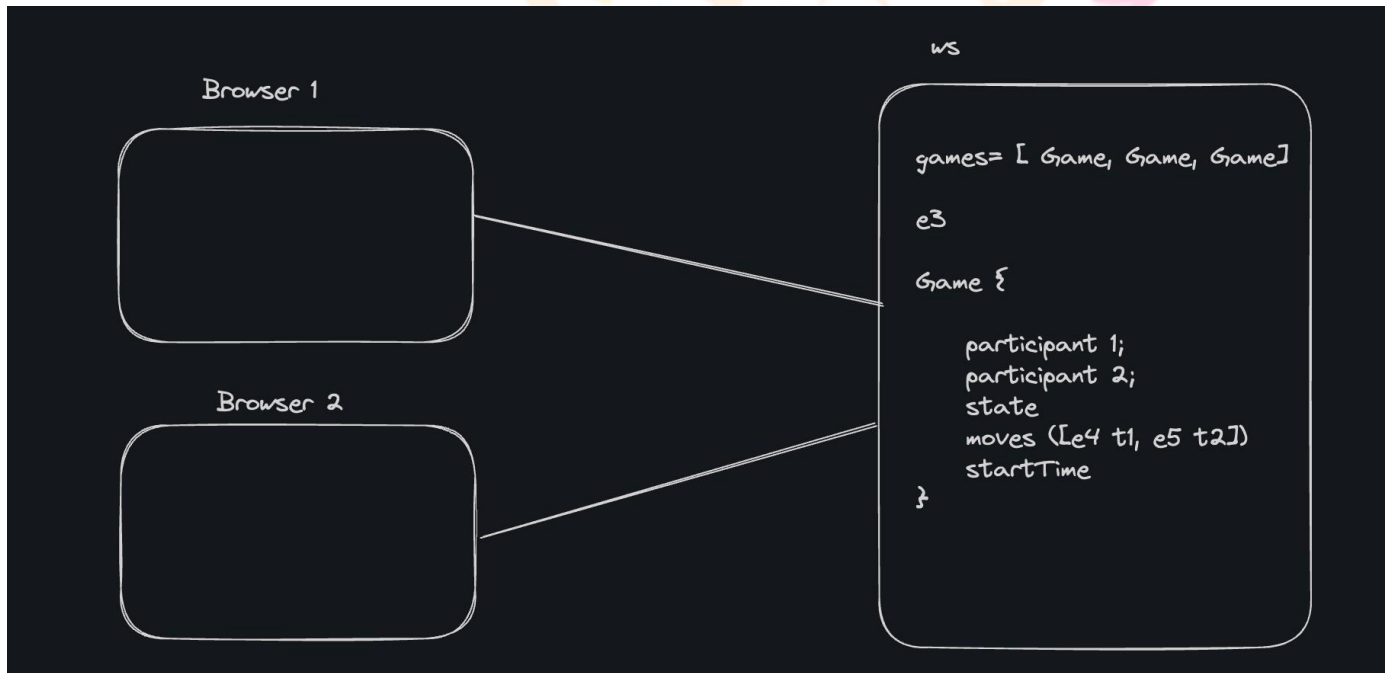 Browser 1
Browser 2
ws
games= [ Game, Game, Game]
e3
Game {
participant 1;
participant 2;
state
moves ([e4 t1, e5 t2])
startTime
}